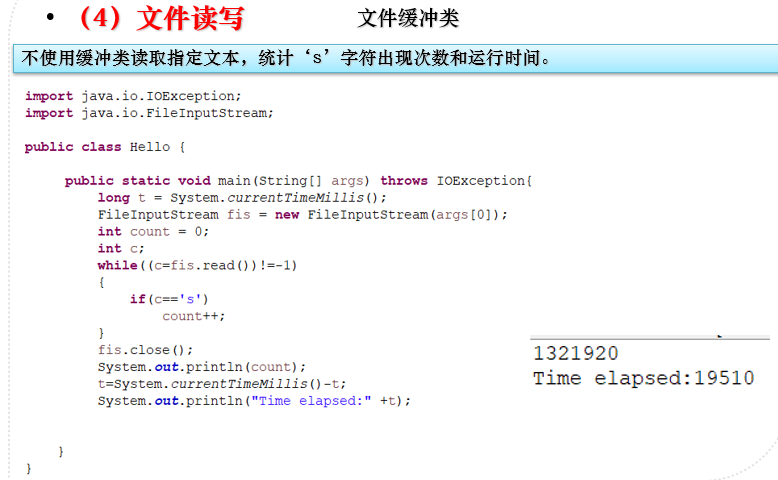 • （4）文件读写 文件缓冲类
不使用缓冲类读取指定文本，统计‘s’字符出现次数和运行时间。
import java.io.IOException;
import java.io.FileInputStream;
public class Hello {
public static void main(String[] args) throws IOException{
long t = System.currentTimeMillis();
FileInputStream fis = new FileInputStream(args[0]);
int count = 0;
int c;
while((c=fis.read())!=-1)
{
if(c=='s')
count++;
}
fis.close();
System.out.println(count);
t=System.currentTimeMillis()-t;
System.out.println("Time elapsed:" +t);
}
}
1321920
Time elapsed:19510